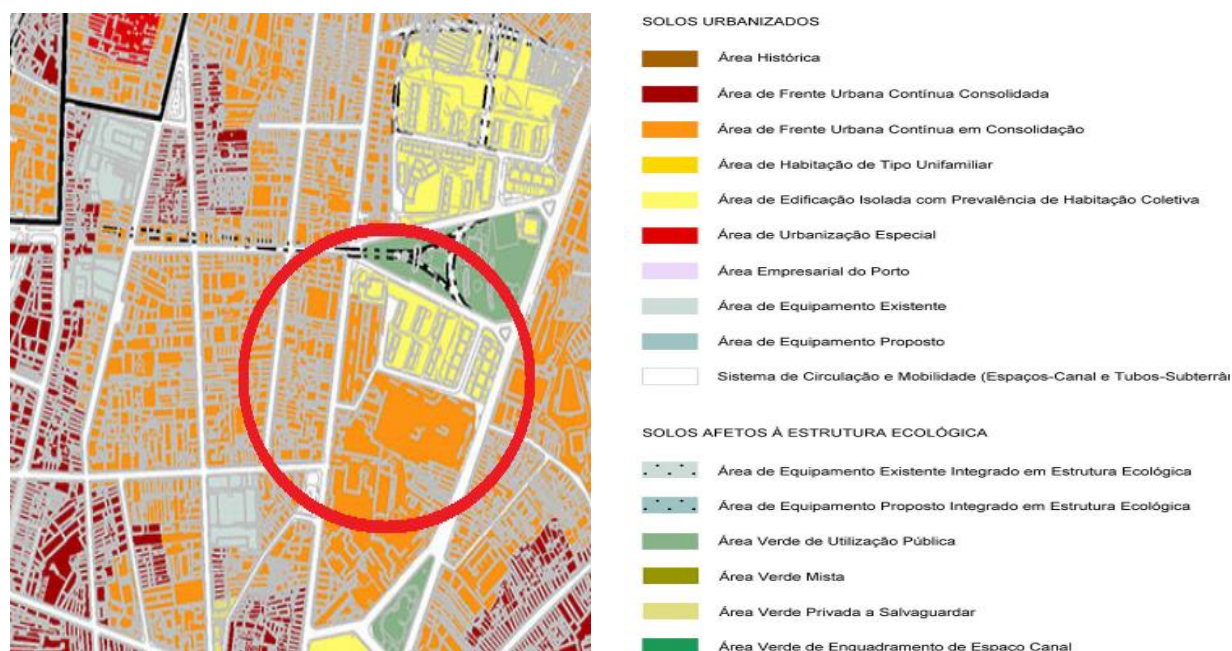 SOLOS URBANIZADOS
Área Histórica
Área de Frente Urbana Contínua Consolidada
Área de Frente Urbana Contínua em Consolidação
Área de Habitação de Tipo Unifamiliar
Área de Edificação Isolada com Prevalência de Habitação Coletiva
Área de Urbanização Especial
Área Empresarial do Porto
Área de Equipamento Existente
Área de Equipamento Proposto
Sistema de Circulação e Mobilidade (Espaços-Canal e Tubos-Subterrân
SOLOS AFETOS À ESTRUTURA ECOLÓGICA
Área de Equipamento Existente Integrado em Estrutura Ecológica
Área de Equipamento Proposto Integrado em Estrutura Ecológica
Área Verde de Utilização Pública
Área Verde Mista
Área Verde Privada a Salvaguardar
Área Verde de Enquadramento de Espaço Canal